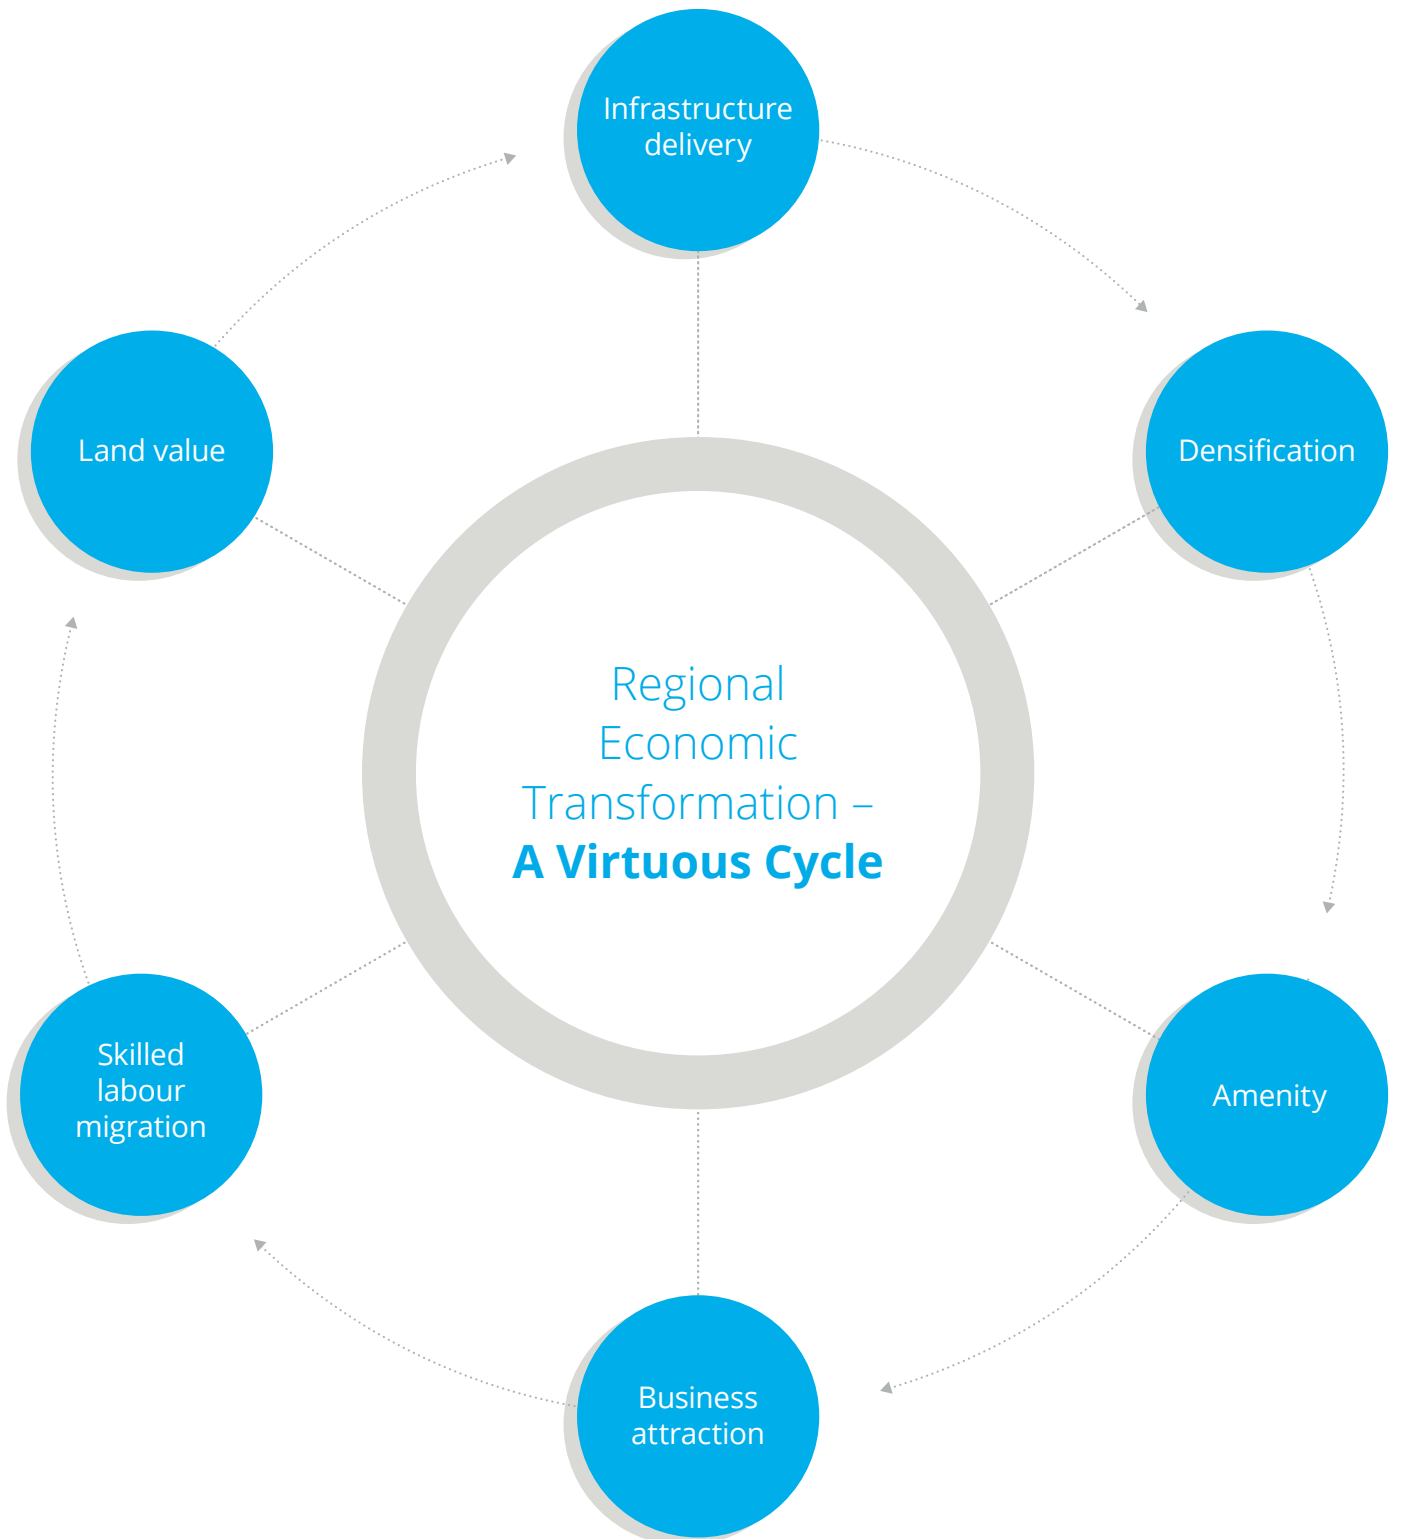 Infrastructure
delivery
Densification
Amenity
Business
attraction
Skilled
labour
migration
Land value
Regional
Economic
Transformation –
A Virtuous Cycle